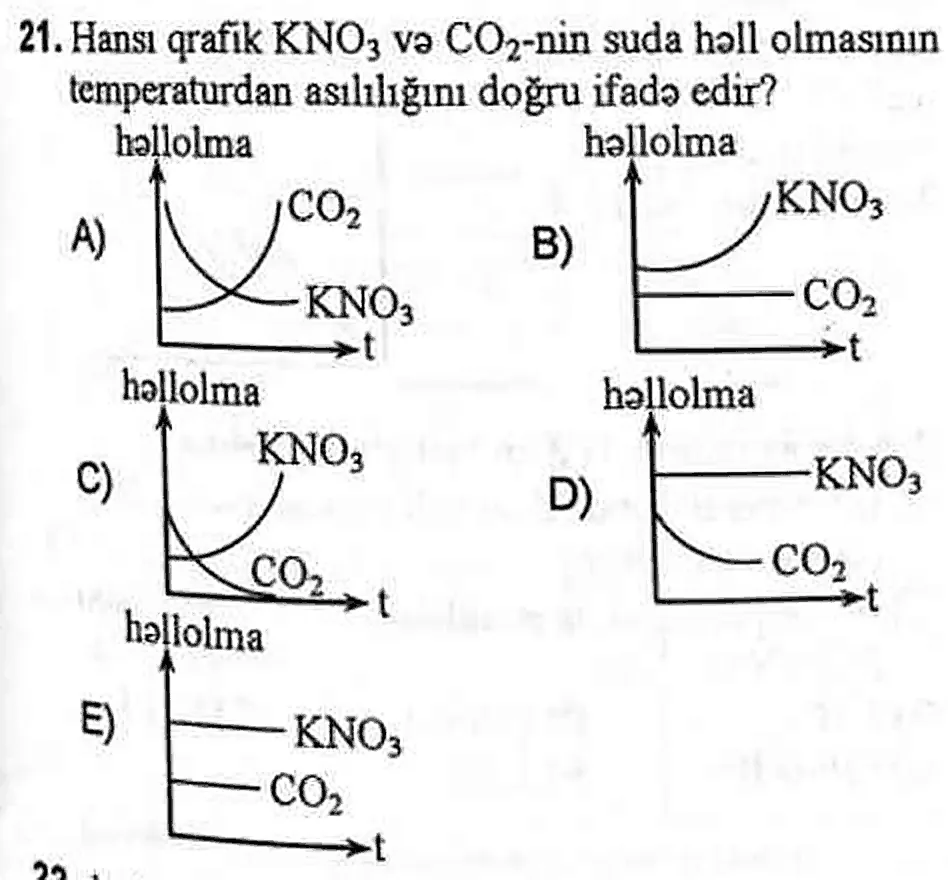 21. Hansı qrafik KNO₃ və CO₂-nin suda həll olmasının
temperaturdan asılılığını doğru ifadə edir?
həllolma
A)
CO₂
KNO₃
t
həllolma
B)
KNO₃
CO₂
t
həllolma
C)
KNO₃
CO₂
t
həllolma
D)
KNO₃
CO₂
t
həllolma
E)
KNO₃
CO₂
t